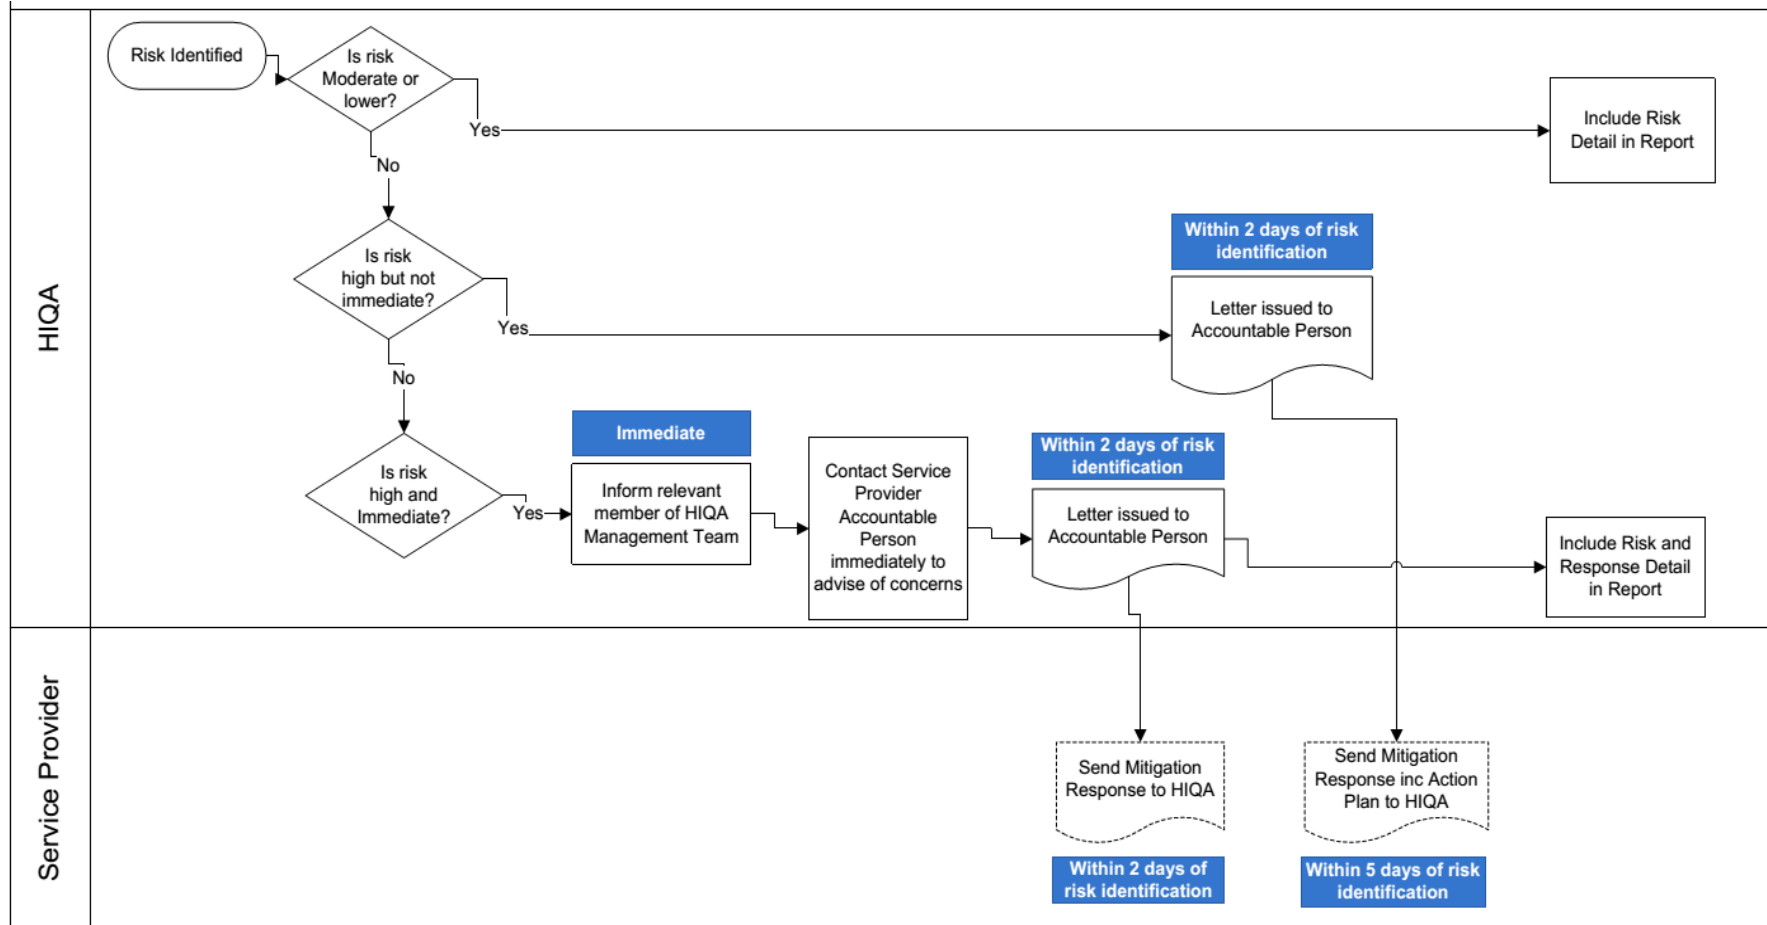 HIQA
Risk Identified
Is risk
Moderate or
lower?
Yes
Include Risk
Detail in Report
No
Is risk
high but not
immediate?
Yes
Within 2 days of risk
identification
Letter issued to
Accountable Person
No
Is risk
high and
Immediate?
Yes
Immediate
Inform relevant
member of HIQA
Management Team
Contact Service
Provider
Accountable
Person
immediately to
advise of concerns
Within 2 days of risk
identification
Letter issued to
Accountable Person
Include Risk and
Response Detail
in Report
Service Provider
Send Mitigation
Response to HIQA
Within 2 days of
risk identification
Send Mitigation
Response inc Action
Plan to HIQA
Within 5 days of risk
identification